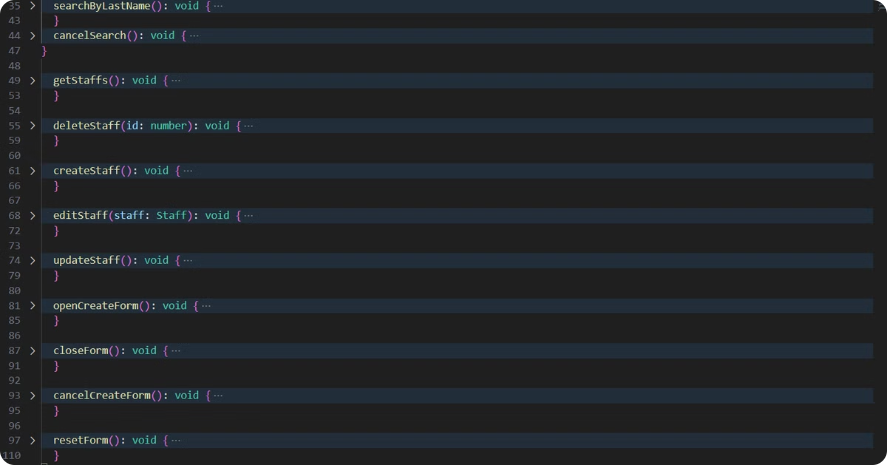 35 > searchByLastName(): void { ···
43 }
44 > cancelSearch(): void { ···
47 }
48
49 > getStaffs(): void { ···
53 }
54
55 > deleteStaff(id: number): void { ···
59 }
60
61 > createStaff(): void { ···
66 }
67
68 > editStaff(staff: Staff): void { ···
72 }
73
74 > updateStaff(): void { ···
79 }
80
81 > openCreateForm(): void { ···
85 }
86
87 > closeForm(): void { ···
91 }
92
93 > cancelCreateForm(): void { ···
95 }
96
97 > resetForm(): void { ···
110 }